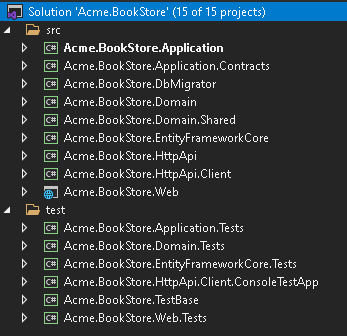 Solution 'Acme.BookStore' (15 of 15 projects)
src
C# Acme.BookStore.Application
C# Acme.BookStore.Application.Contracts
C# Acme.BookStore.DbMigrator
C# Acme.BookStore.Domain
C# Acme.BookStore.Domain.Shared
C# Acme.BookStore.EntityFrameworkCore
C# Acme.BookStore.HttpApi
C# Acme.BookStore.HttpApi.Client
Acme.BookStore.Web
test
C# Acme.BookStore.Application.Tests
C# Acme.BookStore.Domain.Tests
C# Acme.BookStore.EntityFrameworkCore.Tests
C# Acme.BookStore.HttpApi.Client.ConsoleTestApp
C# Acme.BookStore.TestBase
C# Acme.BookStore.Web.Tests